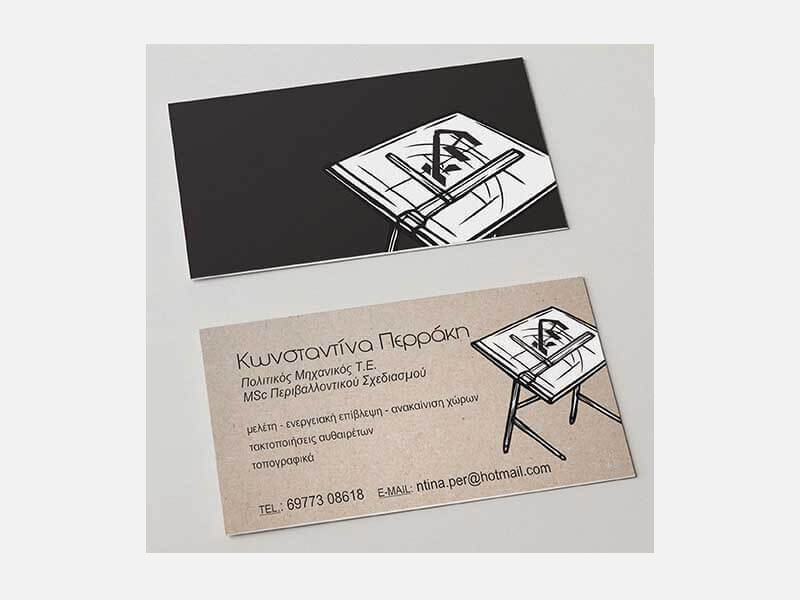 Κωνσταντίνα Περράκη
Πολιτικός Μηχανικός Τ.Ε.
MSc Περιβαλλοντικού Σχεδιασμού
μελέτη - ενεργειακή επίβλεψη - ανακαίνιση χώρων
τακτοποιήσεις αυθαιρέτων
τοπογραφικά
TEL.: 69773 08618 E-MAIL: ntina.per@hotmail.com